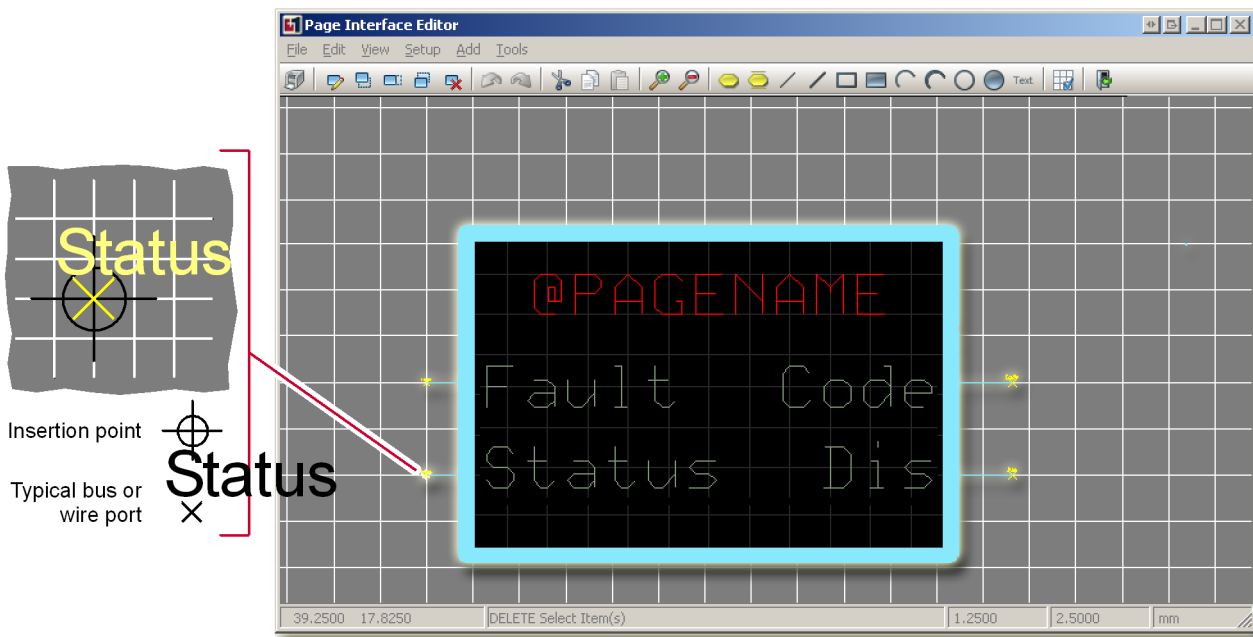 Page Interface Editor
File Edit View Setup Add Tools
Text
Status
@PAGENAME
Fault Code
Status Dis
Insertion point
Status
Typical bus or
wire port
39.2500 17.8250 DELETE Select Item(s) 1.2500 2.5000 mm